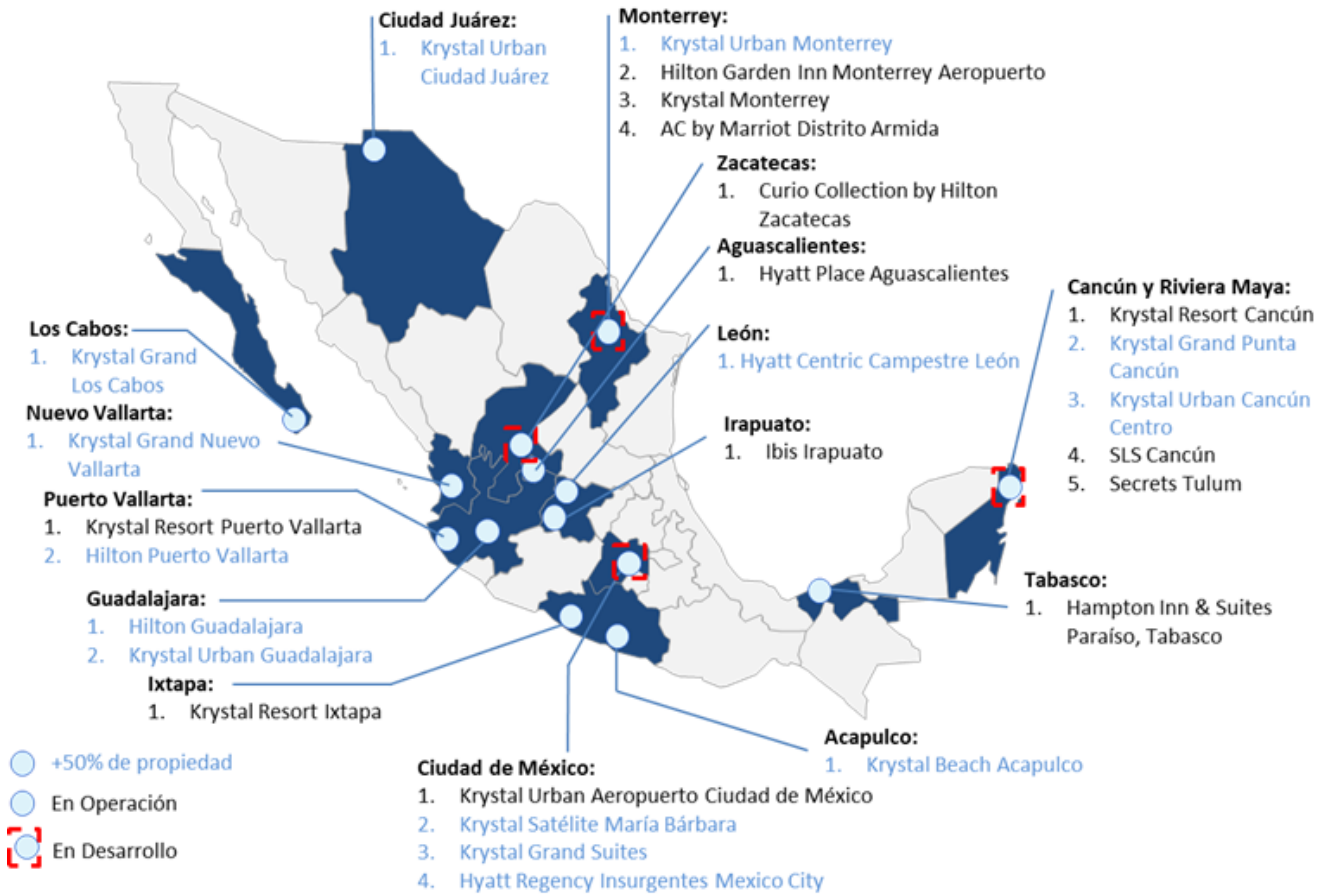 Ciudad Juárez:
1. Krystal Urban
Ciudad Juárez
Monterrey:
1. Krystal Urban Monterrey
2. Hilton Garden Inn Monterrey Aeropuerto
3. Krystal Monterrey
4. AC by Marriot Distrito Armida
Zacatecas:
1. Curio Collection by Hilton
Zacatecas
Aguascalientes:
1. Hyatt Place Aguascalientes
León:
1. Hyatt Centric Campestre León
Irapuato:
1. Ibis Irapuato
Cancún y Riviera Maya:
1. Krystal Resort Cancún
2. Krystal Grand Punta
Cancún
3. Krystal Urban Cancún
Centro
4. SLS Cancún
5. Secrets Tulum
Los Cabos:
1. Krystal Grand
Los Cabos
Nuevo Vallarta:
1. Krystal Grand Nuevo
Vallarta
Puerto Vallarta:
1. Krystal Resort Puerto Vallarta
2. Hilton Puerto Vallarta
Guadalajara:
1. Hilton Guadalajara
2. Krystal Urban Guadalajara
Ixtapa:
1. Krystal Resort Ixtapa
Tabasco:
1. Hampton Inn & Suites
Paraíso, Tabasco
Acapulco:
1. Krystal Beach Acapulco
Ciudad de México:
1. Krystal Urban Aeropuerto Ciudad de México
2. Krystal Satélite María Bárbara
3. Krystal Grand Suites
4. Hyatt Regency Insurgentes Mexico City
+50% de propiedad
En Operación
En Desarrollo